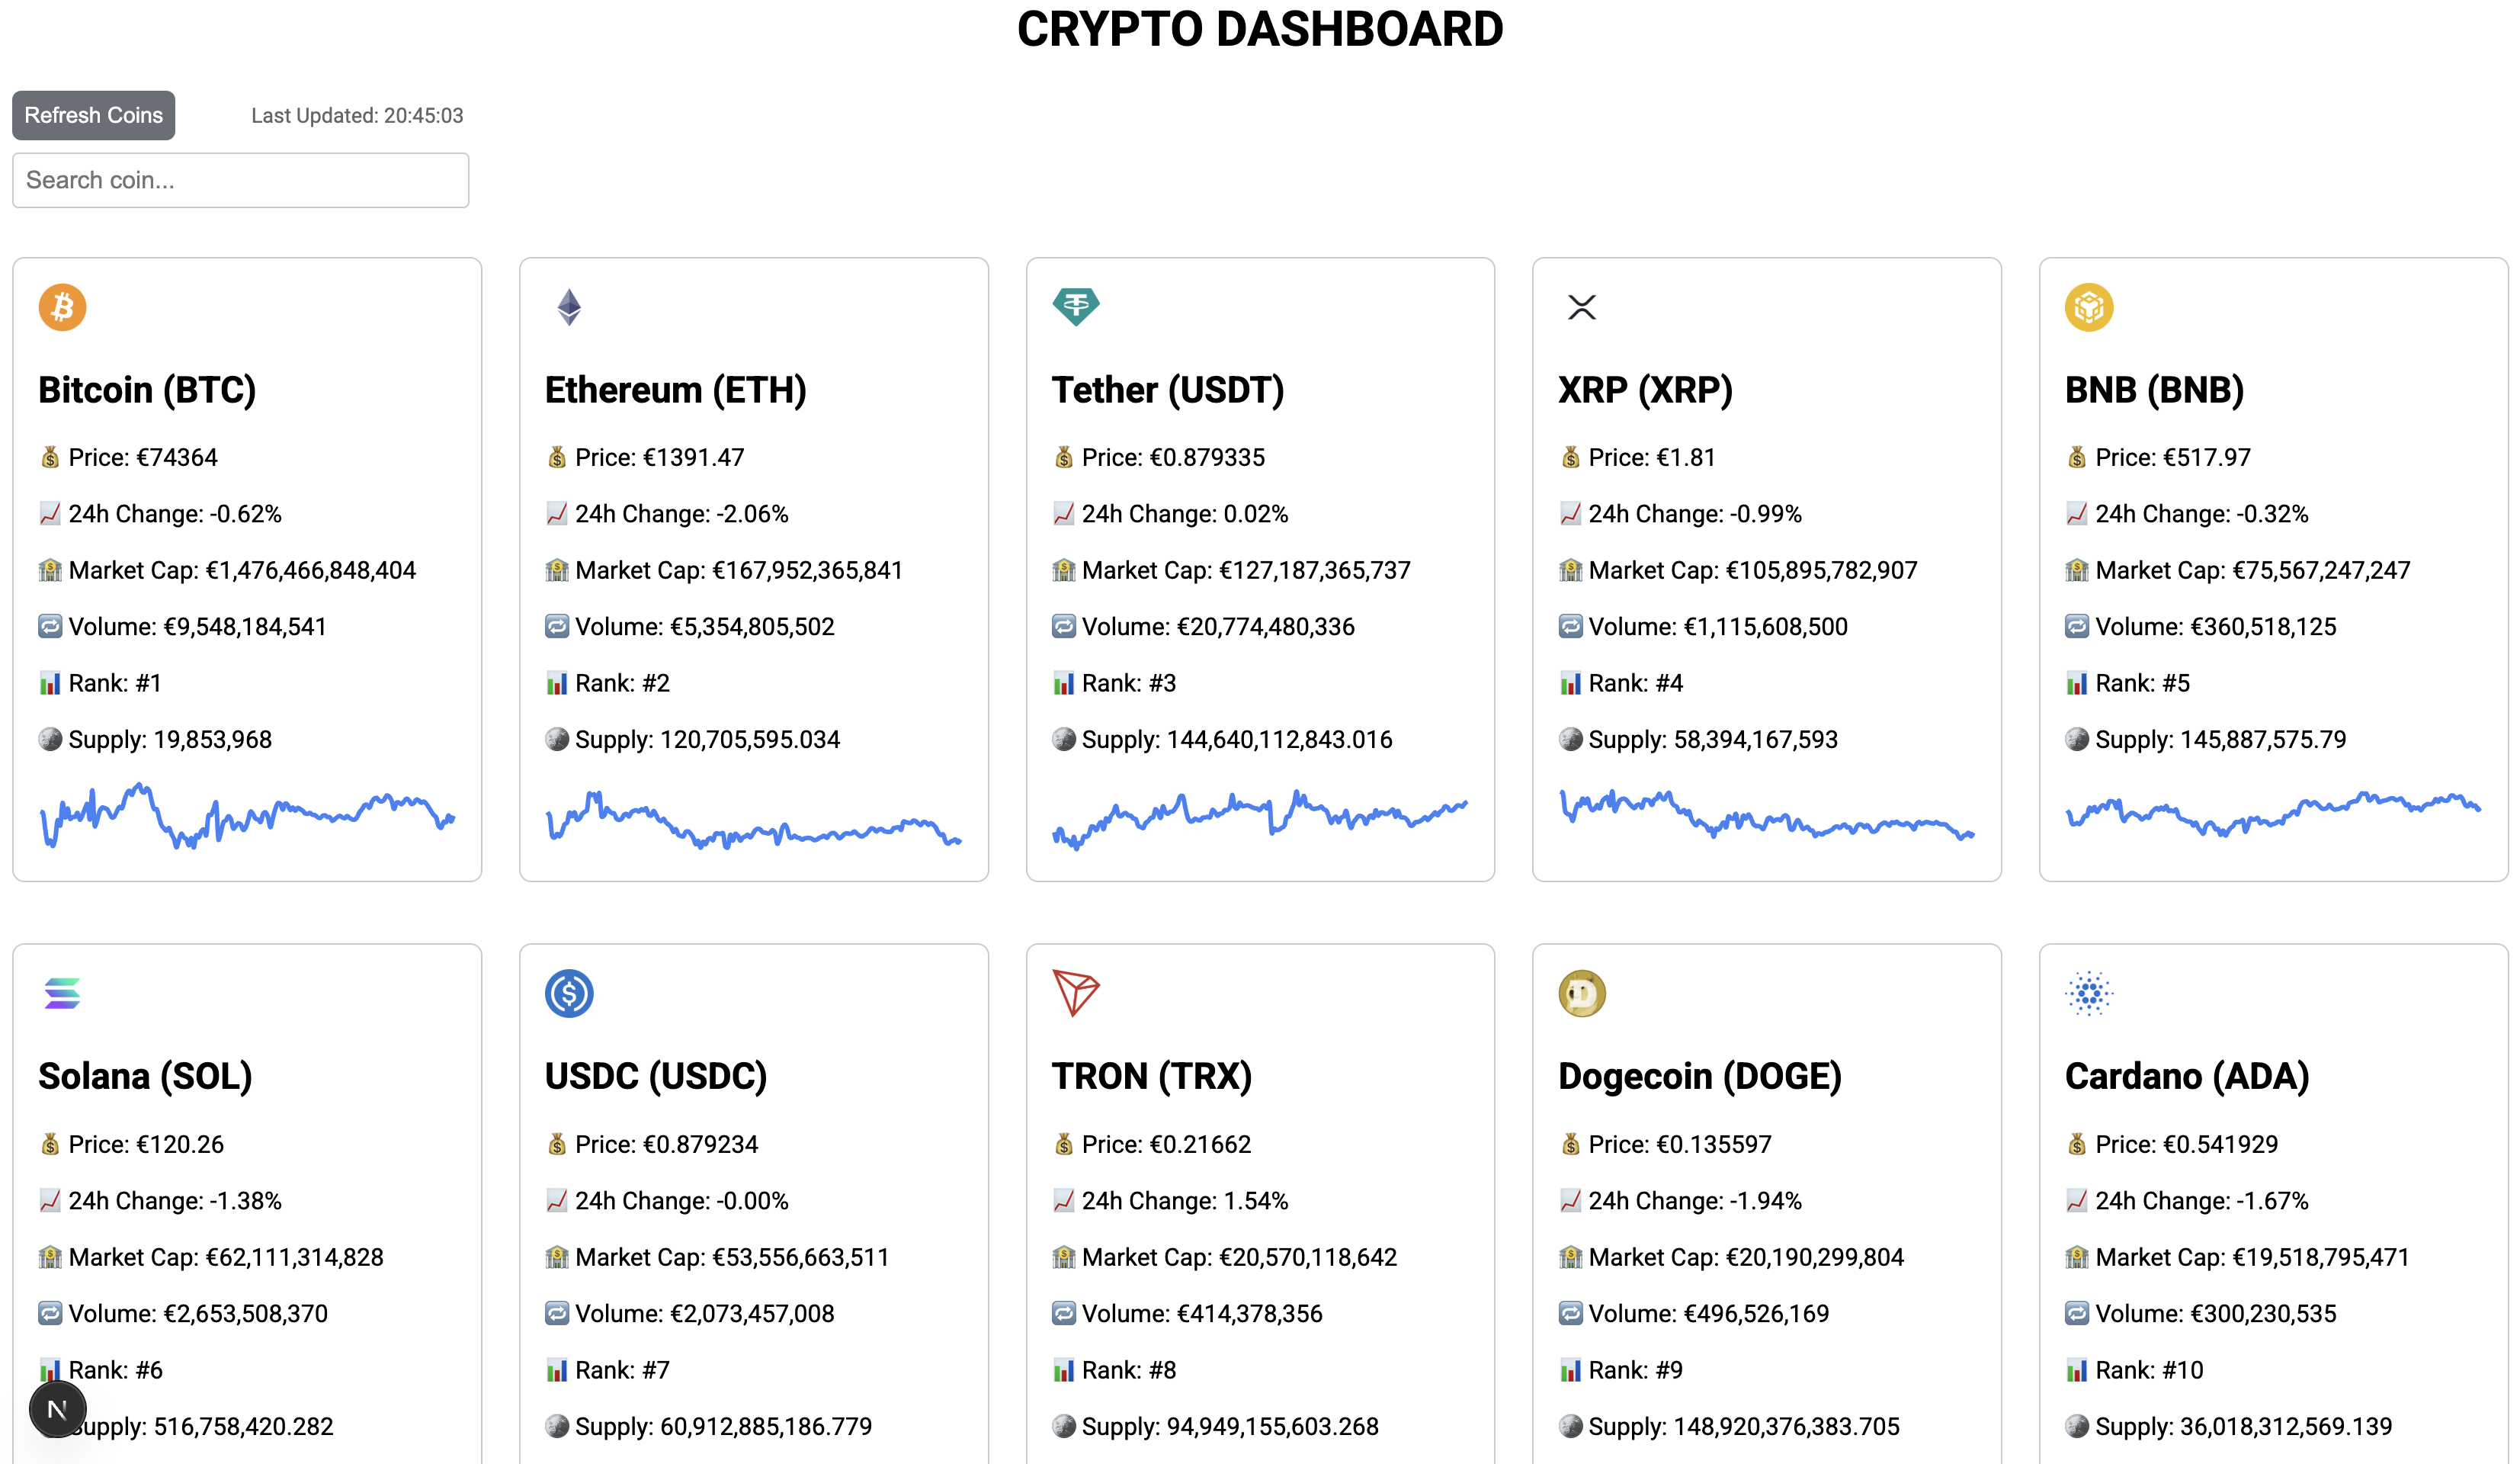 CRYPTO DASHBOARD
Refresh Coins
Last Updated: 20:45:03
Search coin...
Bitcoin (BTC)
Price: €74364
24h Change: -0.62%
Market Cap: €1,476,466,848,404
Volume: €9,548,184,541
Rank: #1
Supply: 19,853,968
Ethereum (ETH)
Price: €1391.47
24h Change: -2.06%
Market Cap: €167,952,365,841
Volume: €5,354,805,502
Rank: #2
Supply: 120,705,595.034
Tether (USDT)
Price: €0.879335
24h Change: 0.02%
Market Cap: €127,187,365,737
Volume: €20,774,480,336
Rank: #3
Supply: 144,640,112,843.016
XRP (XRP)
Price: €1.81
24h Change: -0.99%
Market Cap: €105,895,782,907
Volume: €1,115,608,500
Rank: #4
Supply: 58,394,167,593
BNB (BNB)
Price: €517.97
24h Change: -0.32%
Market Cap: €75,567,247,247
Volume: €360,518,125
Rank: #5
Supply: 145,887,575.79
Solana (SOL)
Price: €120.26
24h Change: -1.38%
Market Cap: €62,111,314,828
Volume: €2,653,508,370
Rank: #6
N
Supply: 516,758,420.282
USDC (USDC)
Price: €0.879234
24h Change: -0.00%
Market Cap: €53,556,663,511
Volume: €2,073,457,008
Rank: #7
Supply: 60,912,885,186.779
TRON (TRX)
Price: €0.21662
24h Change: 1.54%
Market Cap: €20,570,118,642
Volume: €414,378,356
Rank: #8
Supply: 94,949,155,603.268
Dogecoin (DOGE)
Price: €0.135597
24h Change: -1.94%
Market Cap: €20,190,299,804
Volume: €496,526,169
Rank: #9
Supply: 148,920,376,383.705
Cardano (ADA)
Price: €0.541929
24h Change: -1.67%
Market Cap: €19,518,795,471
Volume: €300,230,535
Rank: #10
Supply: 36,018,312,569.139